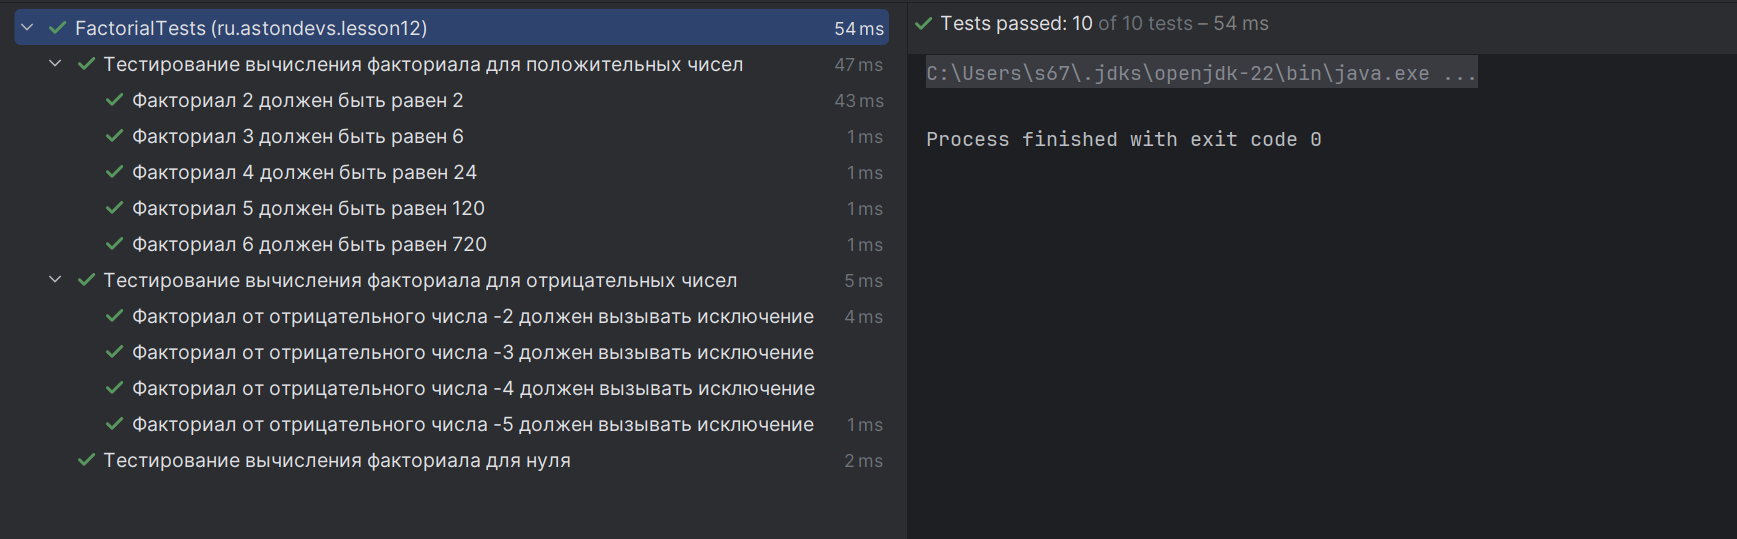 FactorialTests (ru.astondevs.lesson12) 54 ms
Тестирование вычисления факториала для положительных чисел 47 ms
Факториал 2 должен быть равен 2 43 ms
Факториал 3 должен быть равен 6 1 ms
Факториал 4 должен быть равен 24 1 ms
Факториал 5 должен быть равен 120 1 ms
Факториал 6 должен быть равен 720 1 ms
Тестирование вычисления факториала для отрицательных чисел 5 ms
Факториал от отрицательного числа -2 должен вызывать исключение 4 ms
Факториал от отрицательного числа -3 должен вызывать исключение
Факториал от отрицательного числа -4 должен вызывать исключение
Факториал от отрицательного числа -5 должен вызывать исключение 1 ms
Тестирование вычисления факториала для нуля 2 ms
Tests passed: 10 of 10 tests – 54 ms
C:\Users\s67\.jdks\openjdk-22\bin\java.exe ...
Process finished with exit code 0